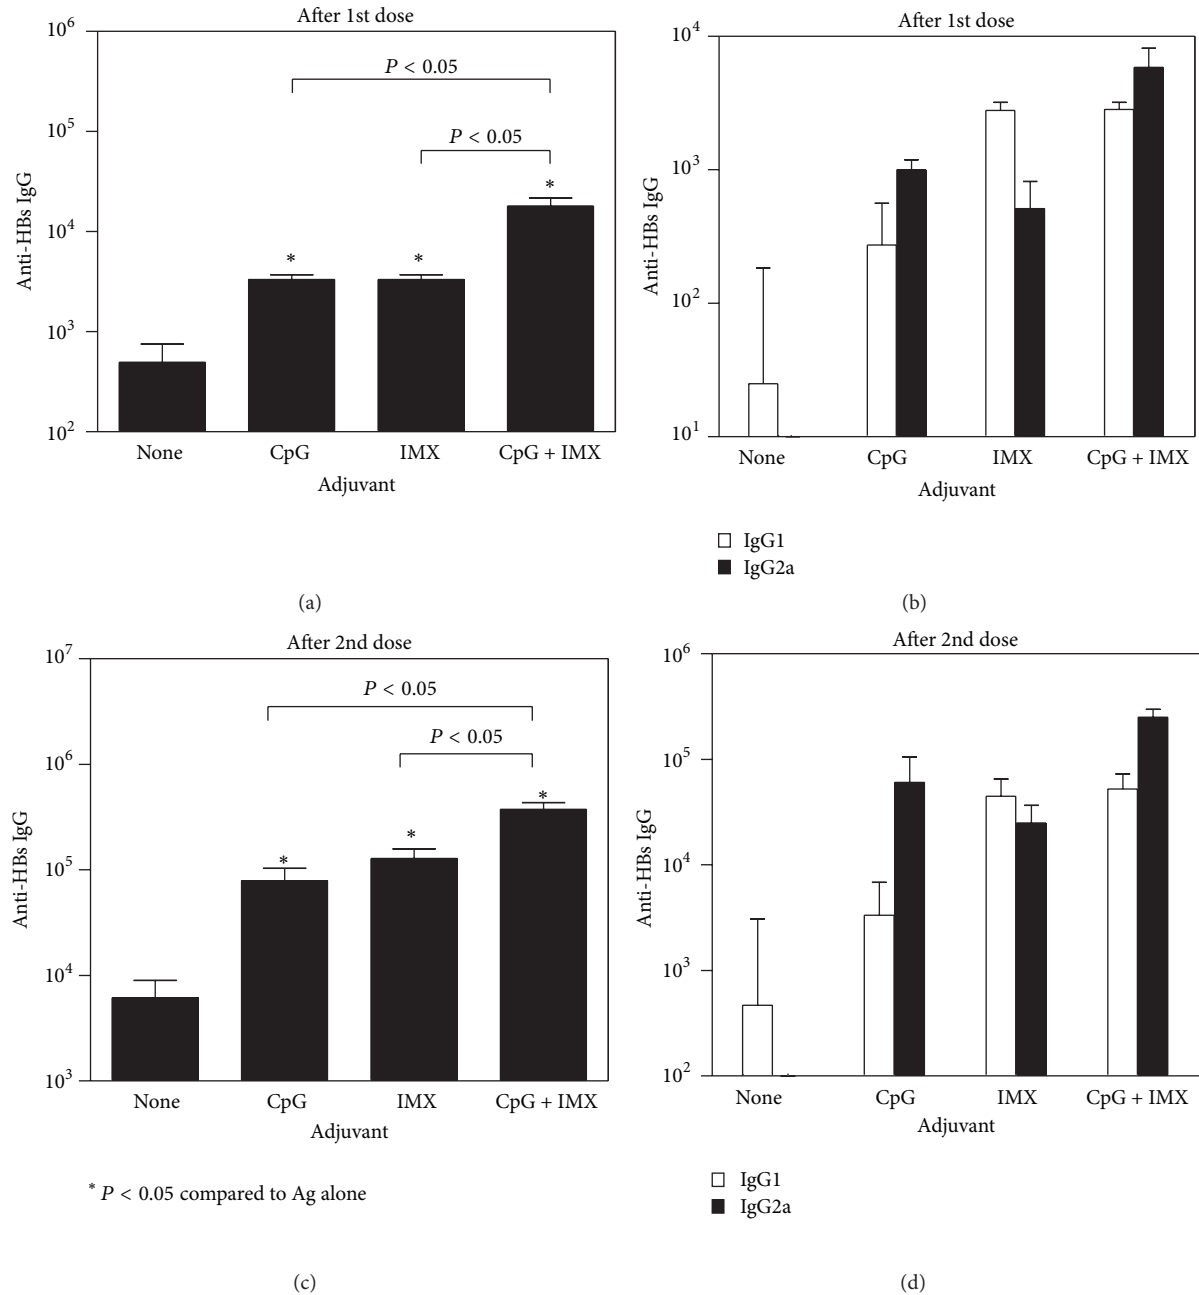 After 1st dose
10^6
10^5
10^4
10^3
10^2
Anti-HBs IgG
P < 0.05
P < 0.05
*
*
*
None CpG IMX CpG + IMX
Adjuvant
(a)
After 1st dose
10^4
10^3
10^2
10^1
Anti-HBs IgG
None CpG IMX CpG + IMX
Adjuvant
IgG1
IgG2a
(b)
After 2nd dose
10^7
10^6
10^5
10^4
10^3
Anti-HBs IgG
P < 0.05
P < 0.05
*
*
*
None CpG IMX CpG + IMX
Adjuvant
* P < 0.05 compared to Ag alone
(c)
After 2nd dose
10^6
10^5
10^4
10^3
10^2
Anti-HBs IgG
None CpG IMX CpG + IMX
Adjuvant
IgG1
IgG2a
(d)